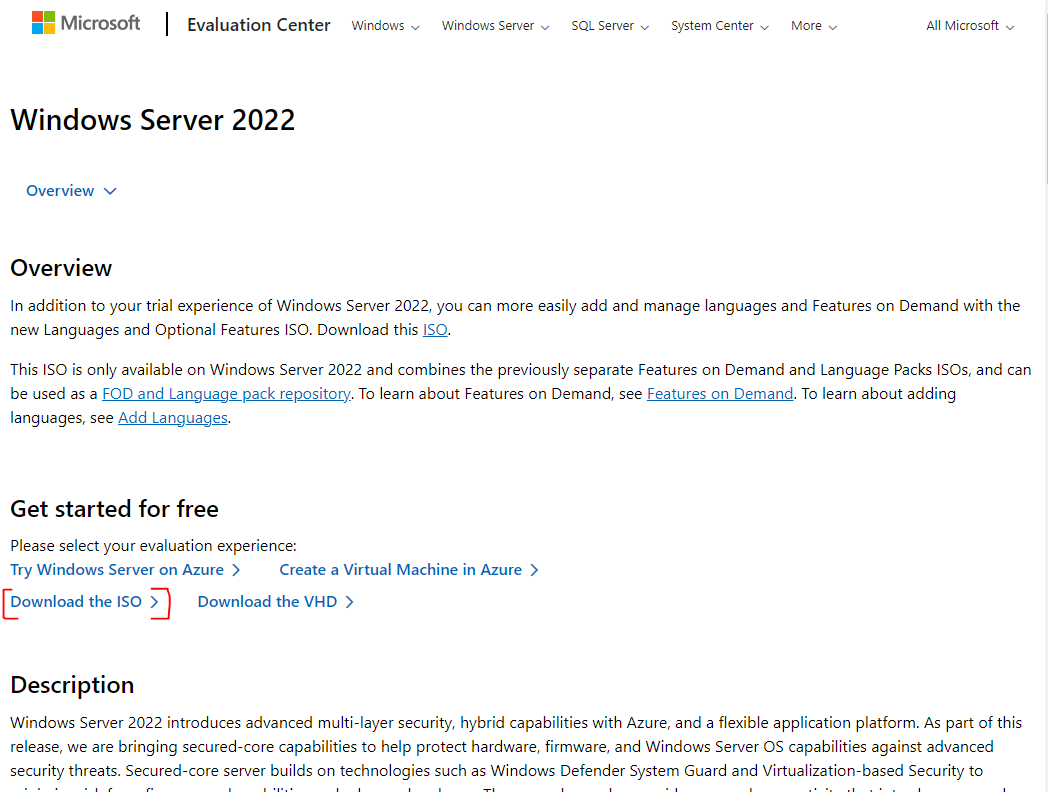 Microsoft | Evaluation Center Windows Windows Server SQL Server System Center More All Microsoft
Windows Server 2022
Overview
Overview
In addition to your trial experience of Windows Server 2022, you can more easily add and manage languages and Features on Demand with the
new Languages and Optional Features ISO. Download this ISO.
This ISO is only available on Windows Server 2022 and combines the previously separate Features on Demand and Language Packs ISOs, and can
be used as a FOD and Language pack repository. To learn about Features on Demand, see Features on Demand. To learn about adding
languages, see Add Languages.
Get started for free
Please select your evaluation experience:
Try Windows Server on Azure Create a Virtual Machine in Azure
Download the ISO Download the VHD
Description
Windows Server 2022 introduces advanced multi-layer security, hybrid capabilities with Azure, and a flexible application platform. As part of this
release, we are bringing secured-core capabilities to help protect hardware, firmware, and Windows Server OS capabilities against advanced
security threats. Secured-core server builds on technologies such as Windows Defender System Guard and Virtualization-based Security to